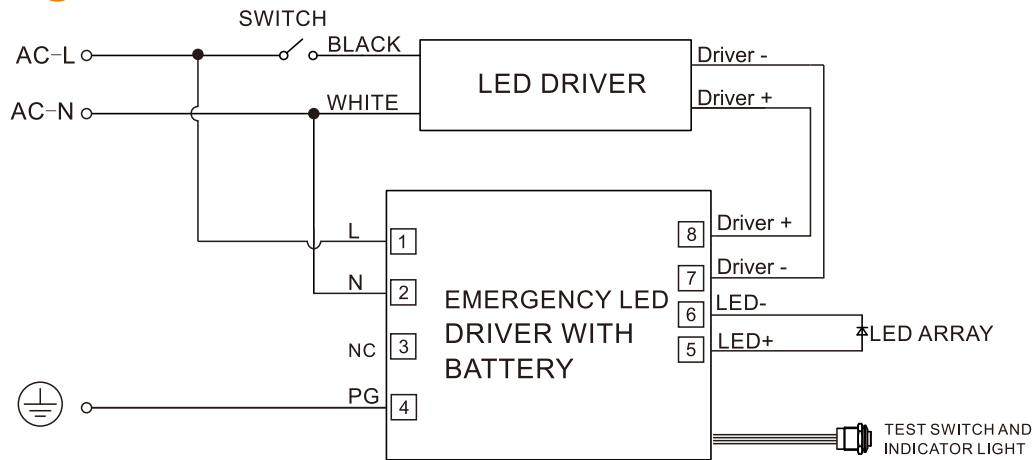 SWITCH
AC-L
BLACK
LED DRIVER
Driver -
AC-N
WHITE
Driver +
L
1
8
Driver +
N
2
7
Driver -
EMERGENCY LED
DRIVER WITH
BATTERY
6
LED-
NC
3
5
LED+
LED ARRAY
PG
4
TEST SWITCH AND
INDICATOR LIGHT